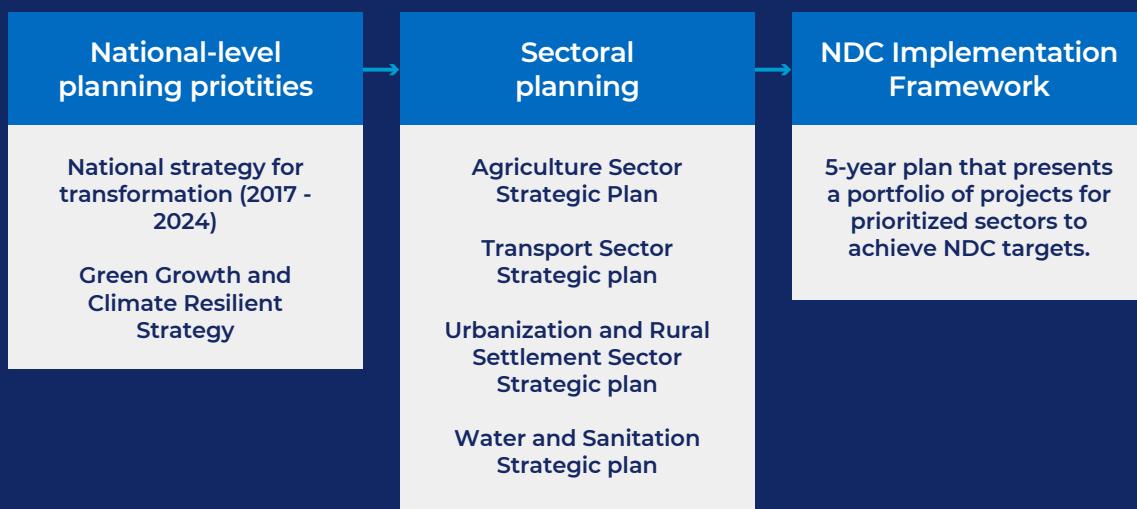 National-level
planning priotities
National strategy for
transformation (2017 -
2024)
Green Growth and
Climate Resilient
Strategy
Sectoral
planning
Agriculture Sector
Strategic Plan
Transport Sector
Strategic plan
Urbanization and Rural
Settlement Sector
Strategic plan
Water and Sanitation
Strategic plan
NDC Implementation
Framework
5-year plan that presents
a portfolio of projects for
prioritized sectors to
achieve NDC targets.